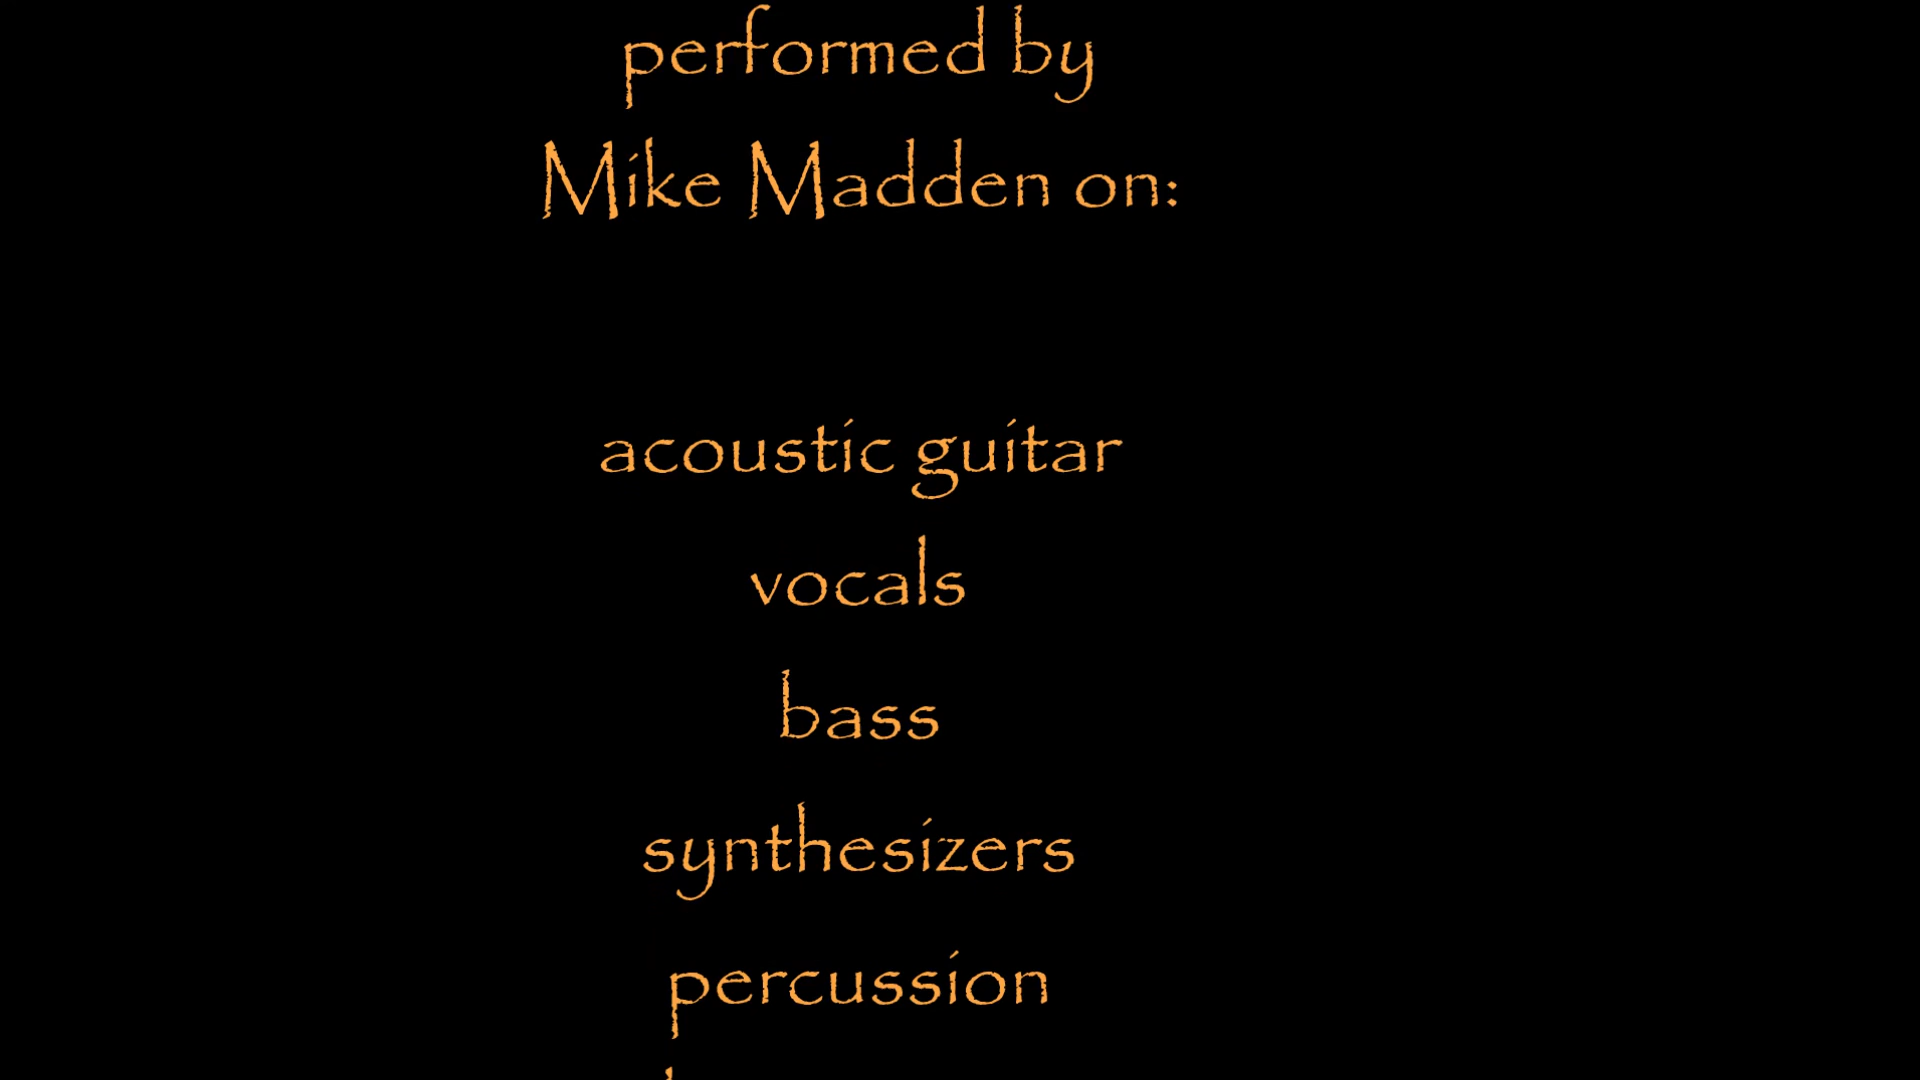 performed by
Mike Madden on:
acoustic guitar
vocals
bass
synthesizers
percussion